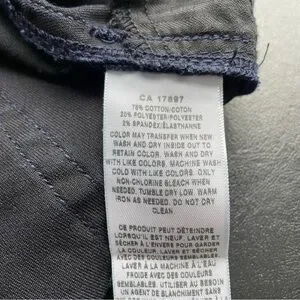 CA 17897
78% COTTON/COTON
20% POLYESTER/POLYESTER
2% SPANDEX/ELASTHANNE
COLOR MAY TRANSFER WHEN NEW
WASH AND DRY INSIDE OUT TO
RETAIN COLOR. WASH AND DRY
WITH LIKE COLORS. MACHINE WASH
COLD WITH LIKE COLORS. ONLY
NON-CHLORINE BLEACH WHEN
NEEDED. TUMBLE DRY LOW. WARM
IRON AS NEEDED. DO NOT DRY
CLEAN
CE PRODUIT PEUT DÉTEINDRE
LORSQU'IL EST NEUF. LAVER ET
SÉCHER À L'ENVERS POUR GARDER
LA COULEUR. LAVER ET SÉCHER
AVEC DES COULEURS SEMBLABLES.
LAVER À LA MACHINE À L'EAU
FROIDE AVEC DES COULEURS
SEMBLABLES. UTILISER AU BESOIN
UN AGENT DE BLANCHIMENT SANS